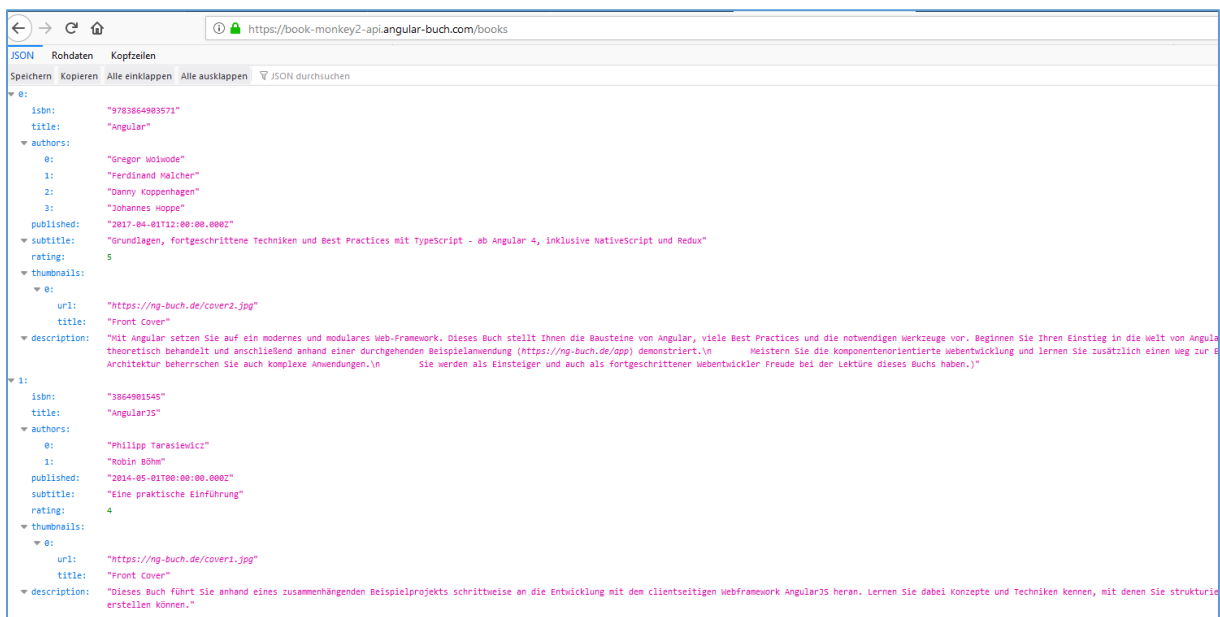 https://book-monkey2-api.angular-buch.com/books
JSON Rohdaten Kopfzeilen
Speichern Kopieren Alle einklappen Alle ausklappen JSON durchsuchen
0:
isbn: "9783864903571"
title: "Angular"
authors:
0: "Gregor Woiwode"
1: "Ferdinand Malcher"
2: "Danny Koppenhagen"
3: "Johannes Hoppe"
published: "2017-04-01T12:00:00.000Z"
subtitle: "Grundlagen, fortgeschrittene Techniken und Best Practices mit TypeScript - ab Angular 4, inklusive NativeScript und Redux"
rating: 5
thumbnails:
0:
url: "https://ng-buch.de/cover2.jpg"
title: "Front Cover"
description: "Mit Angular setzen Sie auf ein modernes und modulares Web-Framework. Dieses Buch stellt Ihnen die Bausteine von Angular, viele Best Practices und die notwendigen Werkzeuge vor. Beginnen Sie Ihren Einstieg in die Welt von Angula
theoretisch behandelt und anschließend anhand einer durchgehenden Beispielanwendung (https://ng-buch.de/app) demonstriert.\n Meistern Sie die komponentenorientierte Webentwicklung und lernen Sie zusätzlich einen Weg zur E
Architektur beherrschen Sie auch komplexe Anwendungen.\n Sie werden als Einsteiger und auch als fortgeschrittener Webentwickler Freude bei der Lektüre dieses Buchs haben.)"
1:
isbn: "3864901545"
title: "AngularJS"
authors:
0: "Philipp Tarasiewicz"
1: "Robin Böhm"
published: "2014-05-01T00:00:00.000Z"
subtitle: "Eine praktische Einführung"
rating: 4
thumbnails:
0:
url: "https://ng-buch.de/cover1.jpg"
title: "Front Cover"
description: "Dieses Buch führt Sie anhand eines zusammenhängenden Beispielprojekts schrittweise an die Entwicklung mit dem clientseitigen Webframework AngularJS heran. Lernen Sie dabei Konzepte und Techniken kennen, mit denen Sie strukturie
erstellen können."